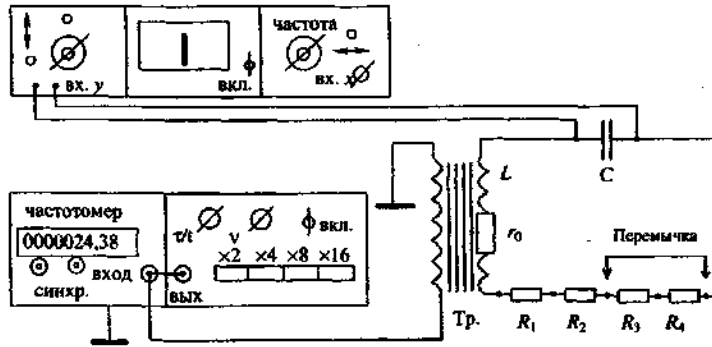 частота
вх. y
вкл.
вх. x
L
C
r₀
частотомер
0000024,38
вход
синхр.
τ/t
ν
вкл.
×2 ×4 ×8 ×16
вых
Перемычка
Тр.
R₁ R₂ R₃ R₄